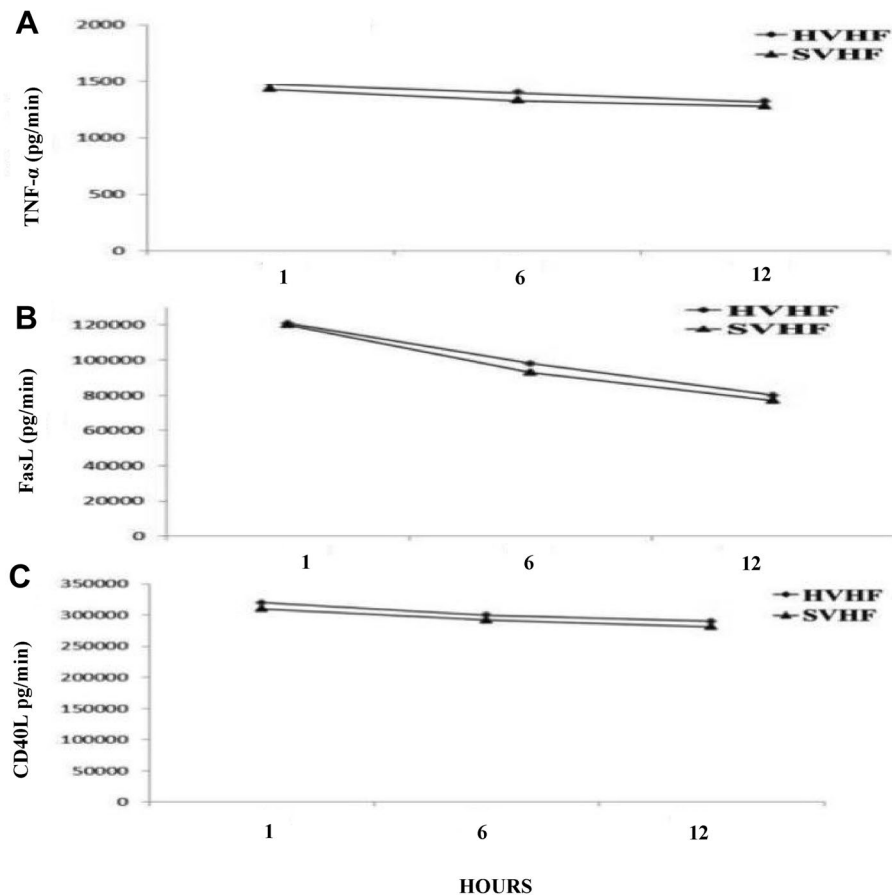 A
TNF-α (pg/min)
2000
1500
1000
500
0
HVHF
SVHF
1 6 12
B
FasL (pg/min)
120000
100000
80000
60000
40000
20000
0
HVHF
SVHF
1 6 12
C
CD40L pg/min
350000
300000
250000
200000
150000
100000
50000
0
HVHF
SVHF
1 6 12
HOURS